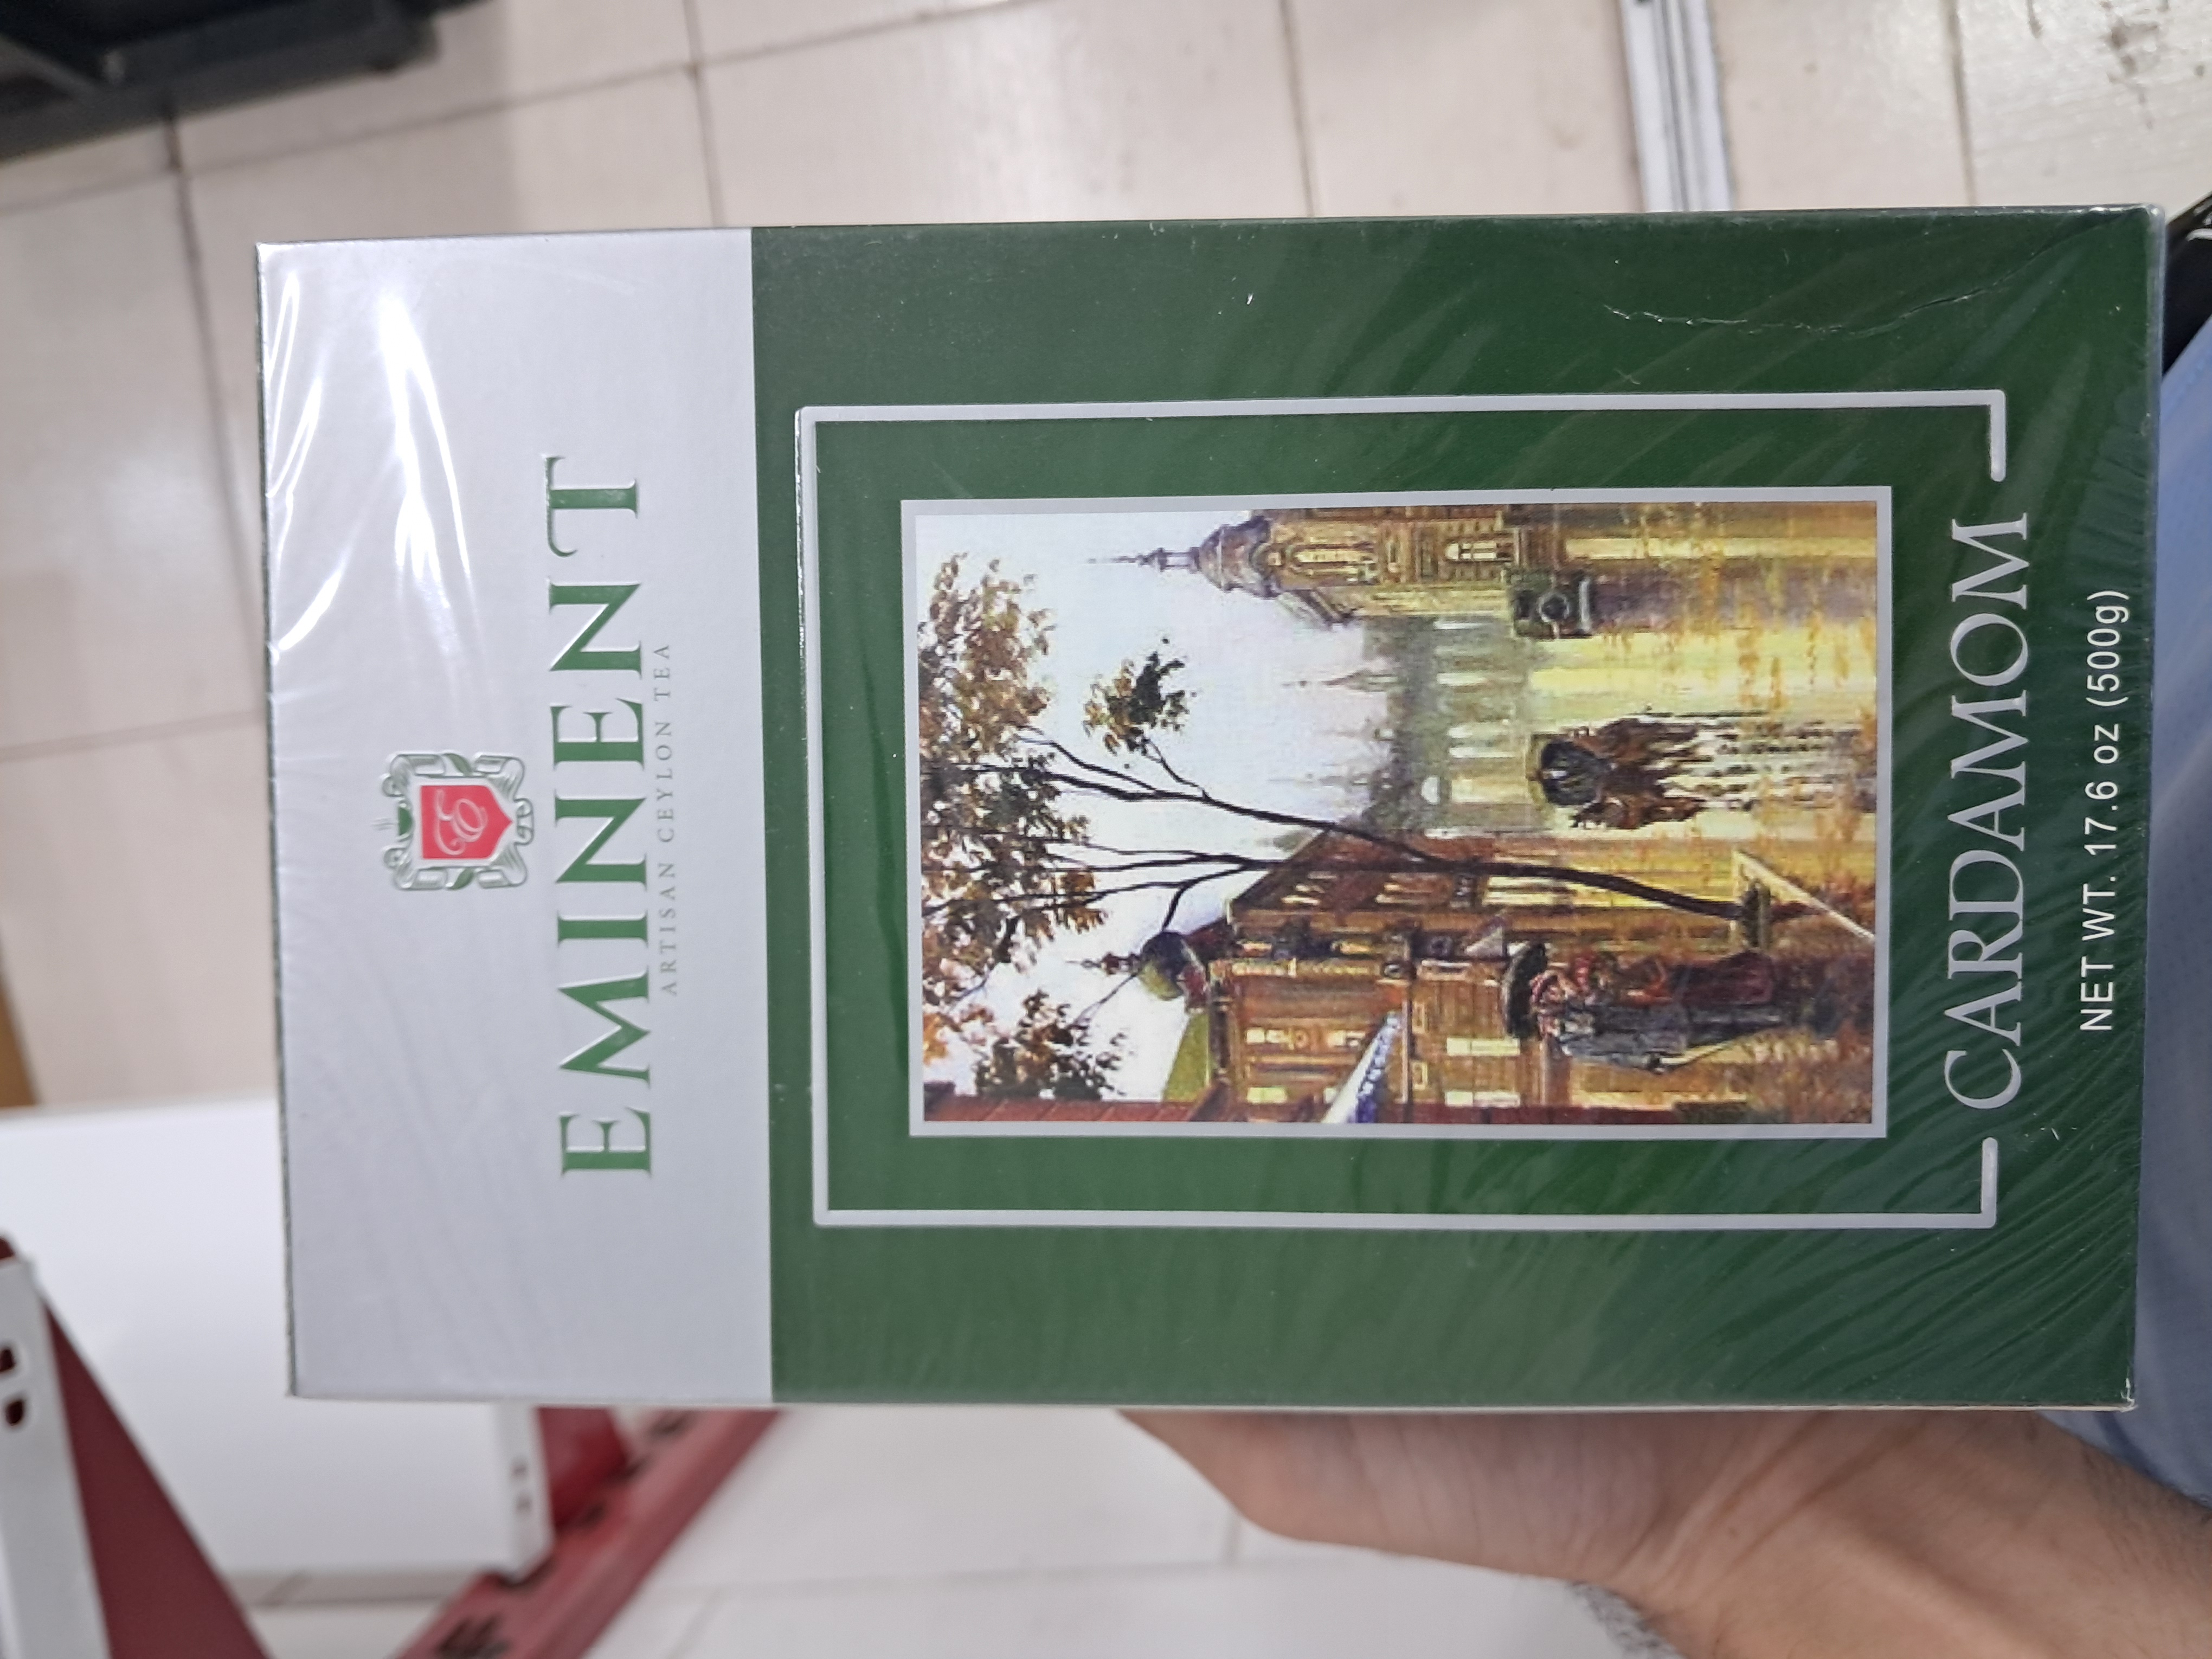 EMINENT
ARTISAN CEYLON TEA
CARDAMOM
NET WT. 17.6 oz (500g)